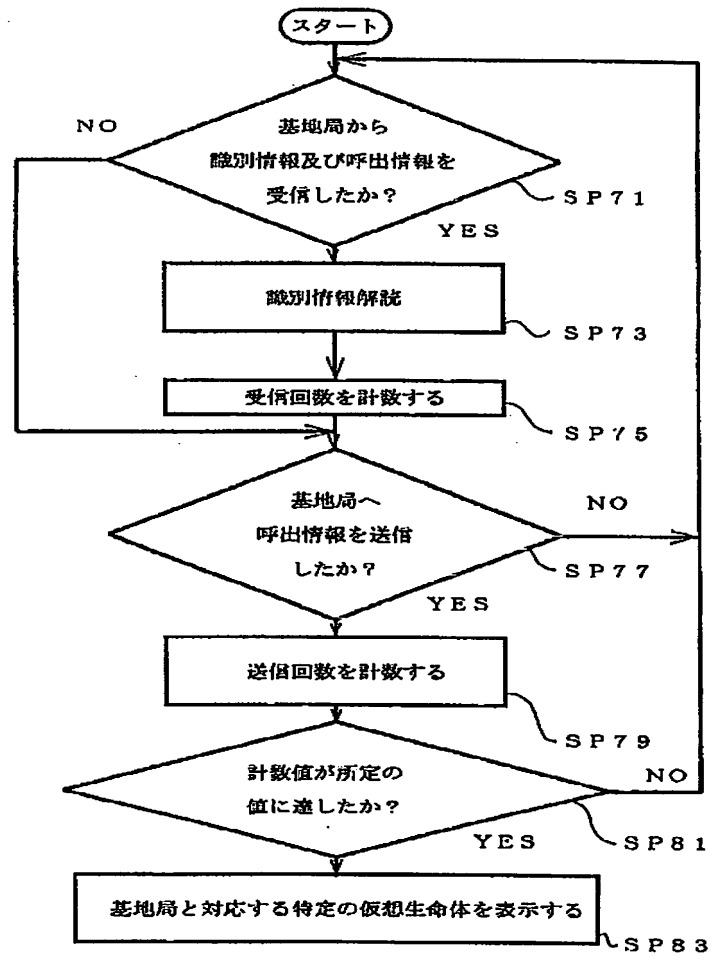 スタート
NO
基地局から
識別情報及び呼出情報を
受信したか？
SP71
YES
識別情報解読
SP73
受信回数を計数する
SP75
基地局へ
呼出情報を送信
したか？
NO
SP77
YES
送信回数を計数する
SP79
計数値が所定の
値に達したか？
NO
YES
SP81
基地局と対応する特定の仮想生命体を表示する
SP83